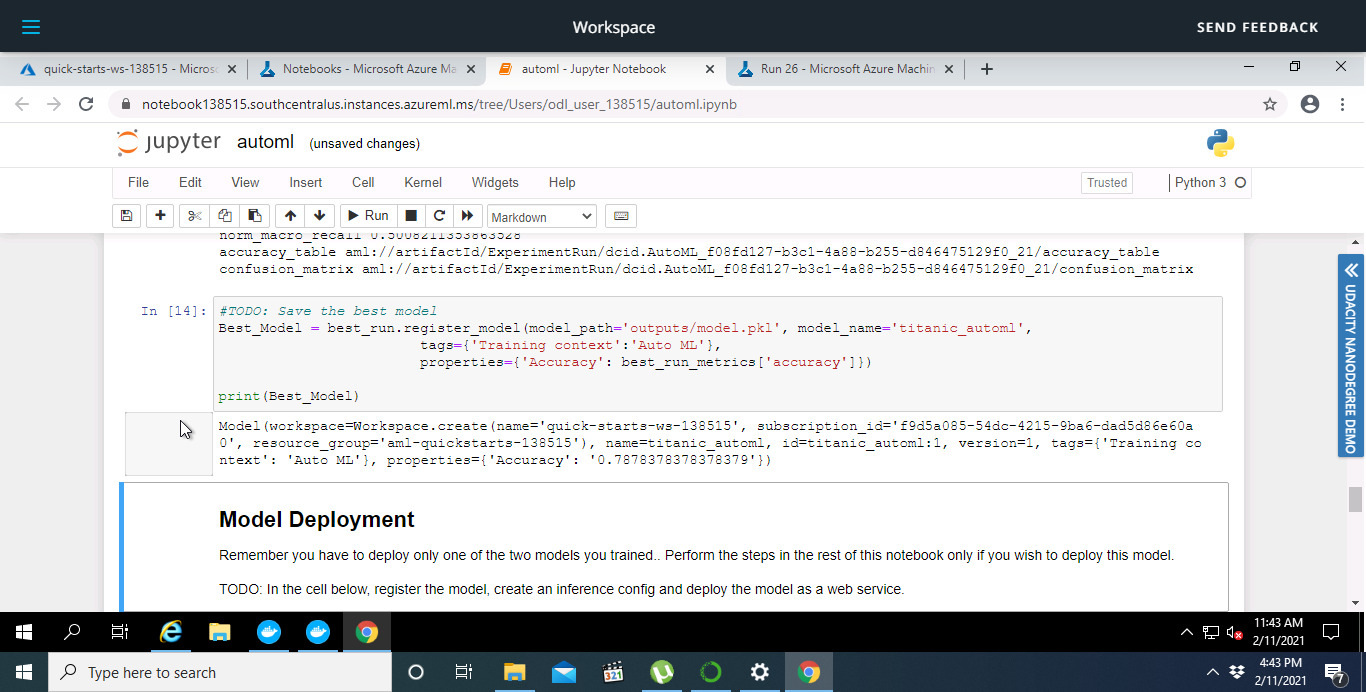 Workspace
SEND FEEDBACK
quick-starts-ws-138515 - Micros
Notebooks - Microsoft Azure Ma
automl - Jupyter Notebook
Run 26 - Microsoft Azure Machin
notebook138515.southcentralus.instances.azureml.ms/tree/Users/odl_user_138515/automl.ipynb
jupyter automl (unsaved changes)
File Edit View Insert Cell Kernel Widgets Help Trusted Python 3
Run Markdown
norm_macro_recall 0.5008211353863528
accuracy_table aml://artifactId/ExperimentRun/dcid.AutoML_f08fd127-b3c1-4a88-b255-d846475129f0_21/accuracy_table
confusion_matrix aml://artifactId/ExperimentRun/dcid.AutoML_f08fd127-b3c1-4a88-b255-d846475129f0_21/confusion_matrix
In [14]: #TODO: Save the best model
Best_Model = best_run.register_model(model_path='outputs/model.pkl', model_name='titanic_automl',
tags={'Training context':'Auto ML'},
properties={'Accuracy': best_run_metrics['accuracy']})
print(Best_Model)
Model(workspace=Workspace.create(name='quick-starts-ws-138515', subscription_id='f9d5a085-54dc-4215-9ba6-dad5d86e60a
0', resource_group='aml-quickstarts-138515'), name=titanic_automl, id=titanic_automl:1, version=1, tags={'Training co
ntext': 'Auto ML'}, properties={'Accuracy': '0.7878378378378379'})
Model Deployment
Remember you have to deploy only one of the two models you trained.. Perform the steps in the rest of this notebook only if you wish to deploy this model.
TODO: In the cell below, register the model, create an inference config and deploy the model as a web service.
UDACITY NANODEGREE DEMO
11:43 AM
2/11/2021
Type here to search
321
4:43 PM
2/11/2021
7